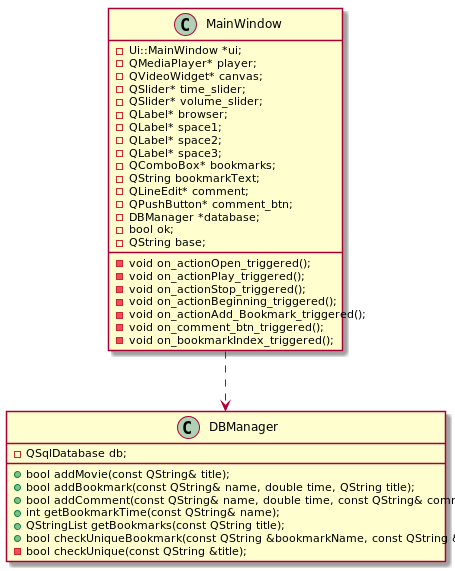 C MainWindow
Ui::MainWindow *ui;
QMediaPlayer* player;
QVideoWidget* canvas;
QSlider* time_slider;
QSlider* volume_slider;
QLabel* browser;
QLabel* space1;
QLabel* space2;
QLabel* space3;
QComboBox* bookmarks;
QString bookmarkText;
QLineEdit* comment;
QPushButton* comment_btn;
DBManager *database;
bool ok;
QString base;
void on_actionOpen_triggered();
void on_actionPlay_triggered();
void on_actionStop_triggered();
void on_actionBeginning_triggered();
void on_actionAdd_Bookmark_triggered();
void on_comment_btn_triggered();
void on_bookmarkIndex_triggered();
C DBManager
QSqlDatabase db;
bool addMovie(const QString& title);
bool addBookmark(const QString& name, double time, QString title);
bool addComment(const QString& name, double time, const QString& com
int getBookmarkTime(const QString& name);
QStringList getBookmarks(const QString title);
bool checkUniqueBookmark(const QString &bookmarkName, const QString &
bool checkUnique(const QString &title);